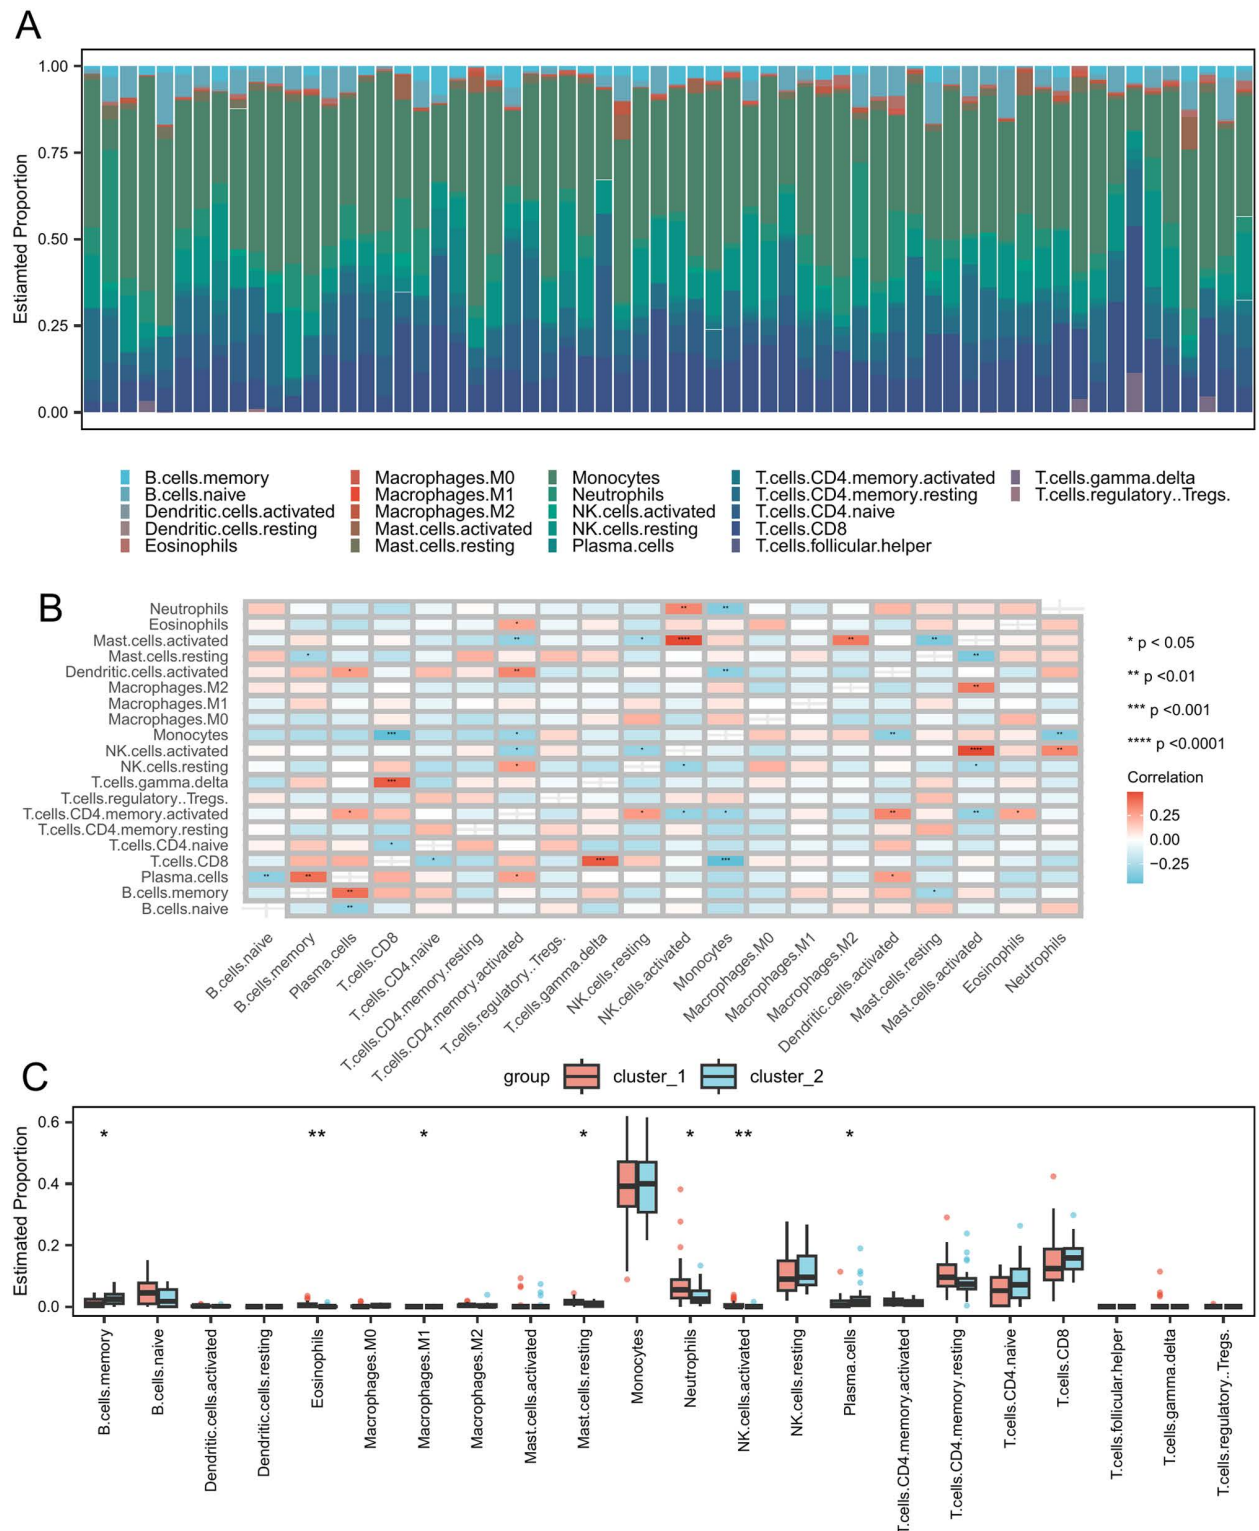 A
Estiamted Proportion
1.00
0.75
0.50
0.25
0.00
B.cells.memory
B.cells.naive
Dendritic.cells.activated
Dendritic.cells.resting
Eosinophils
Macrophages.M0
Macrophages.M1
Macrophages.M2
Mast.cells.activated
Mast.cells.resting
Monocytes
Neutrophils
NK.cells.activated
NK.cells.resting
Plasma.cells
T.cells.CD4.memory.activated
T.cells.CD4.memory.resting
T.cells.CD4.naive
T.cells.CD8
T.cells.follicular.helper
T.cells.gamma.delta
T.cells.regulatory..Tregs.
B
Neutrophils ** **
Eosinophils *
Mast.cells.activated ** * **** ** **
Mast.cells.resting * **
Dendritic.cells.activated * ** **
Macrophages.M2 **
Macrophages.M1
Macrophages.M0
Monocytes *** * ** **
NK.cells.activated * * **** **
NK.cells.resting * * *
T.cells.gamma.delta ***
T.cells.regulatory..Tregs.
T.cells.CD4.memory.activated * * * * ** ** *
T.cells.CD4.memory.resting
T.cells.CD4.naive *
T.cells.CD8 * *** ***
Plasma.cells ** ** * *
B.cells.memory ** *
B.cells.naive **
B.cells.naive
B.cells.memory
Plasma.cells
T.cells.CD8
T.cells.CD4.naive
T.cells.CD4.memory.resting
T.cells.CD4.memory.activated
T.cells.regulatory..Tregs.
T.cells.gamma.delta
NK.cells.resting
NK.cells.activated
Monocytes
Macrophages.M0
Macrophages.M1
Macrophages.M2
Dendritic.cells.activated
Mast.cells.resting
Mast.cells.activated
Eosinophils
Neutrophils
* p < 0.05
** p <0.01
*** p <0.001
**** p <0.0001
Correlation
0.25
0.00
−0.25
C
group cluster_1 cluster_2
Estimated Proportion
0.6
0.4
0.2
0.0
* ** * * * ** *
B.cells.memory
B.cells.naive
Dendritic.cells.activated
Dendritic.cells.resting
Eosinophils
Macrophages.M0
Macrophages.M1
Macrophages.M2
Mast.cells.activated
Mast.cells.resting
Monocytes
Neutrophils
NK.cells.activated
NK.cells.resting
Plasma.cells
T.cells.CD4.memory.activated
T.cells.CD4.memory.resting
T.cells.CD4.naive
T.cells.CD8
T.cells.follicular.helper
T.cells.gamma.delta
T.cells.regulatory..Tregs.